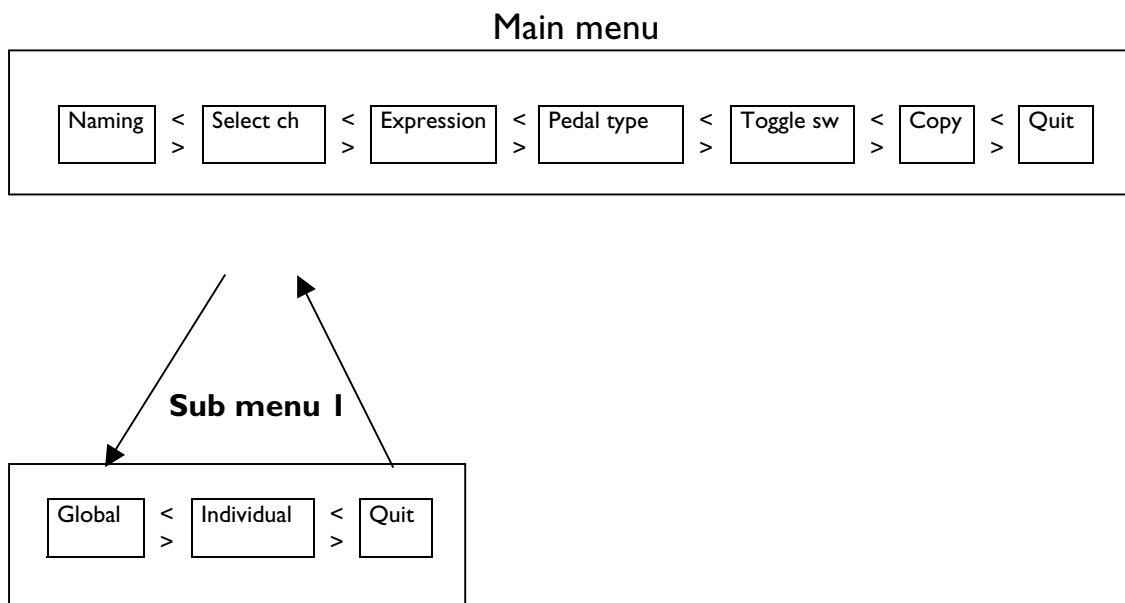 Main menu
Naming < Select ch < Expression < Pedal type < Toggle sw < Copy < Quit
> > > > > >
Sub menu 1
Global < Individual < Quit
> >